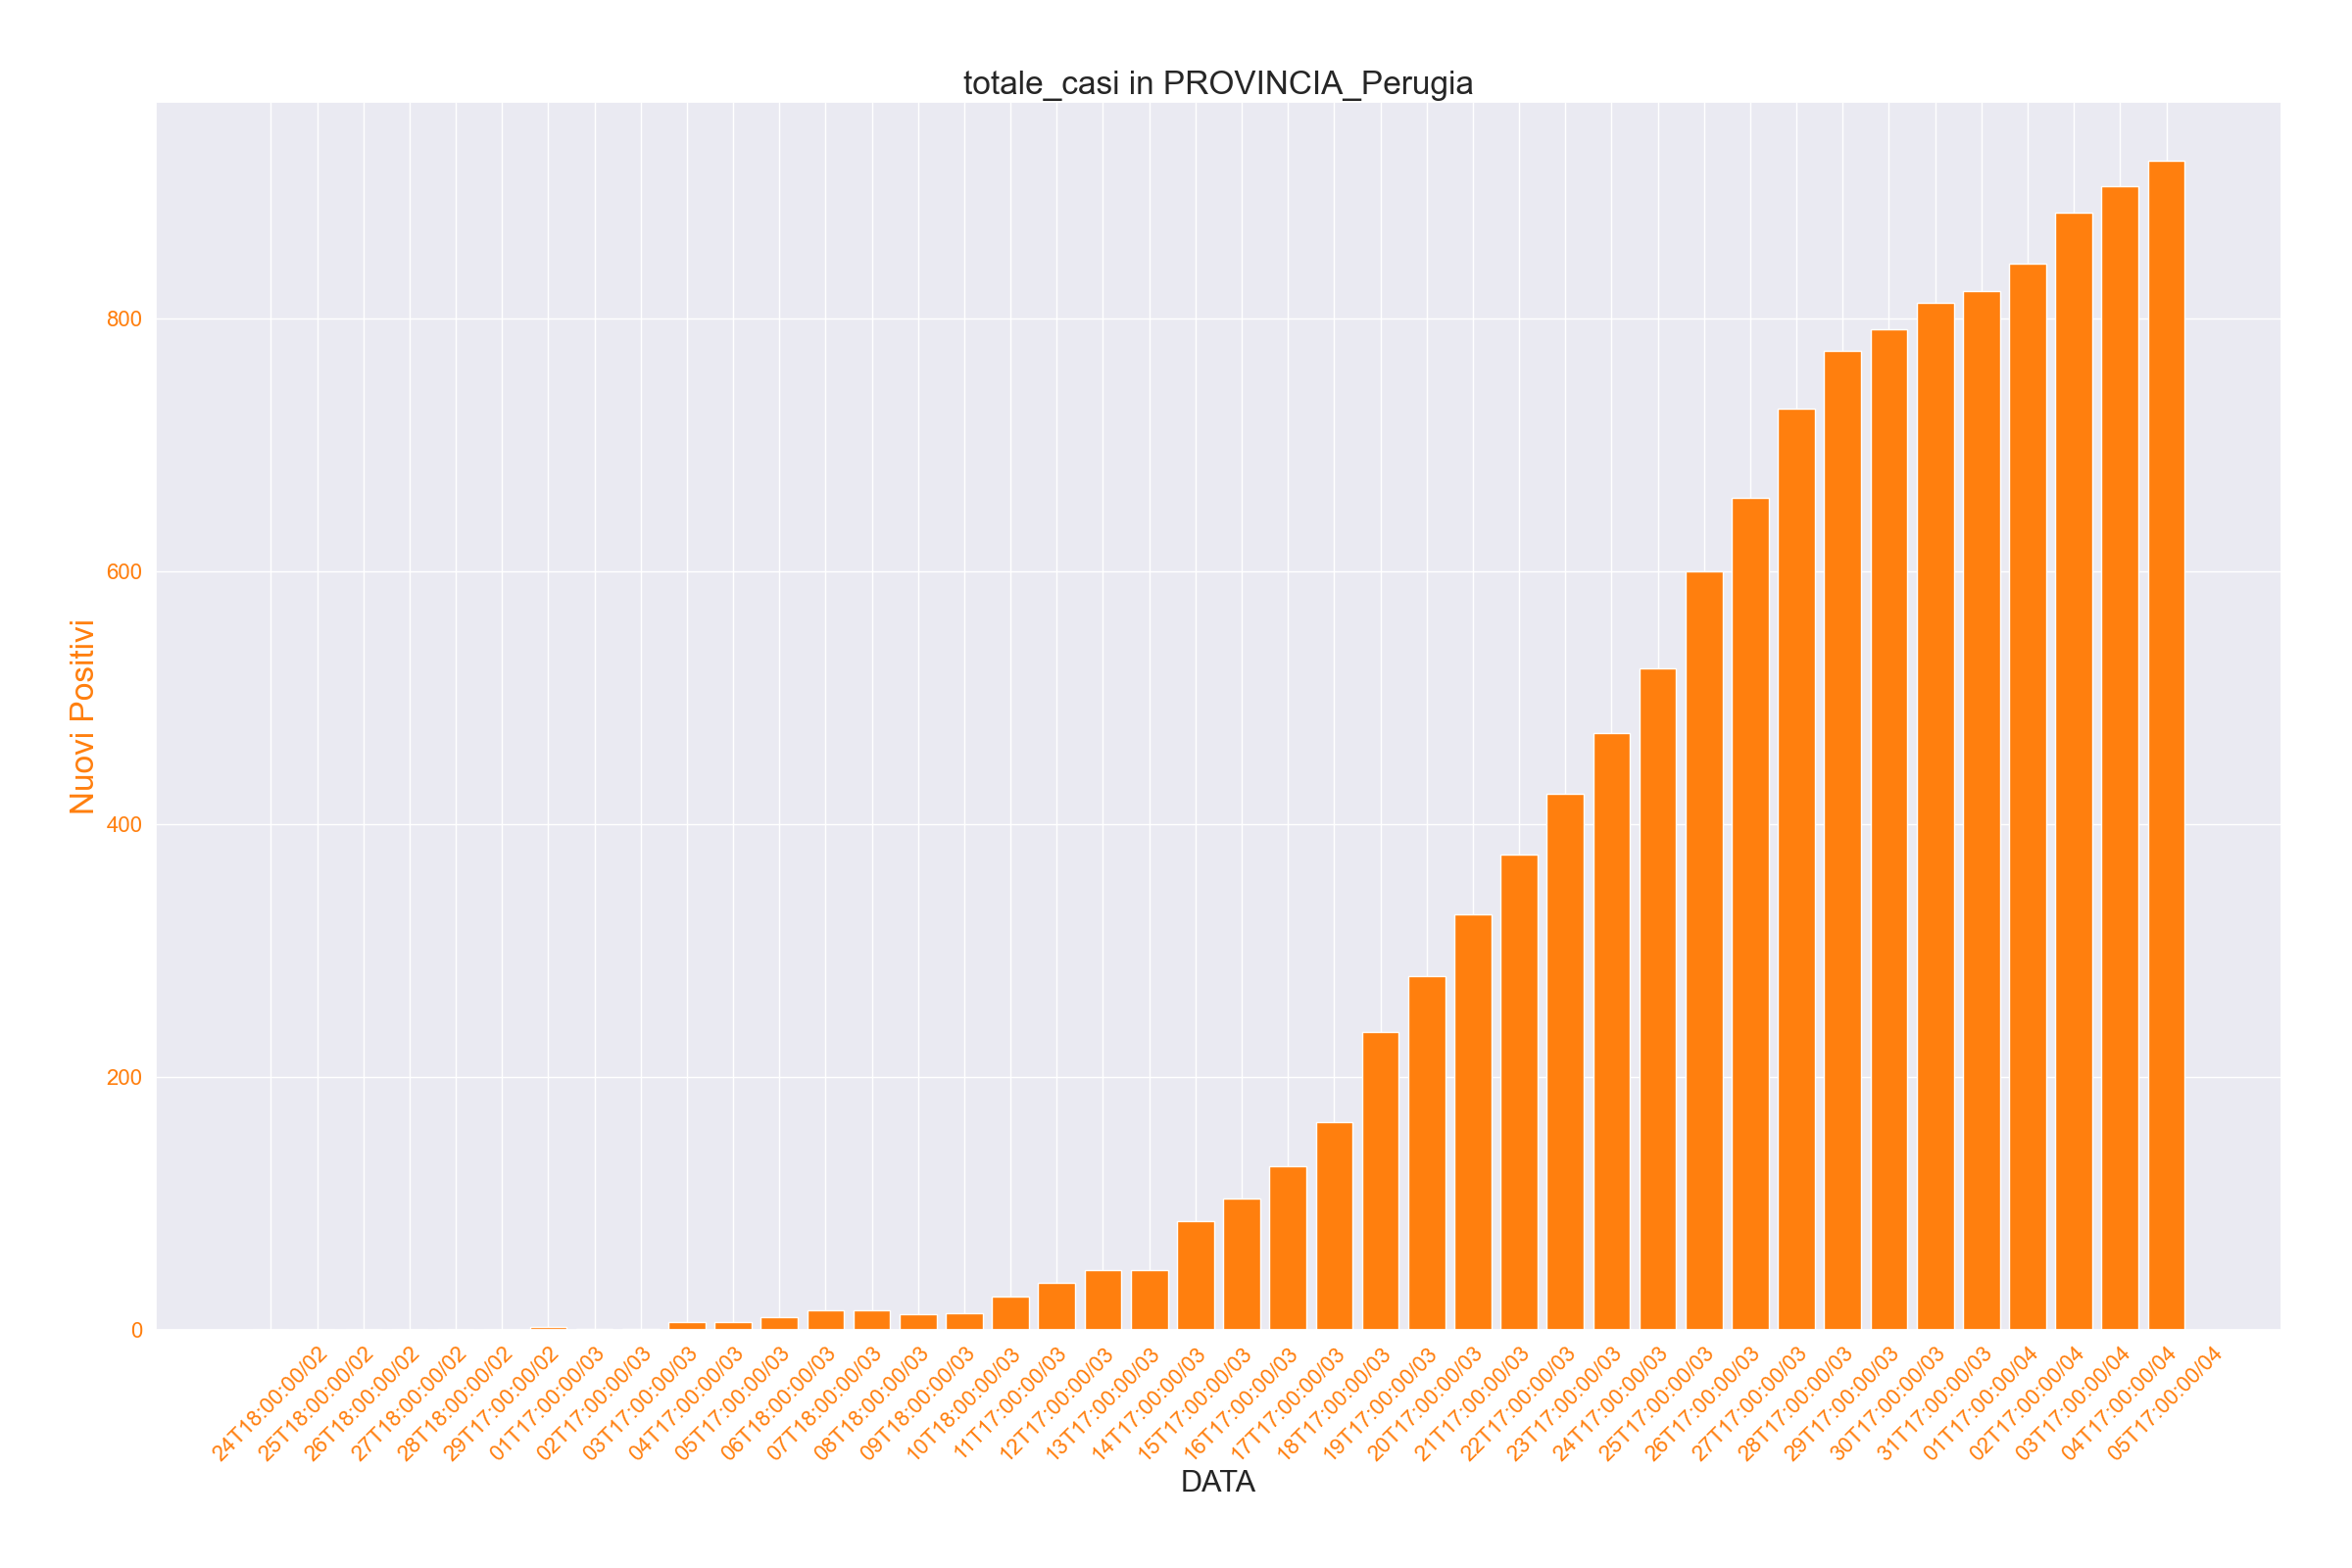 totale_casi in PROVINCIA_Perugia
Nuovi Positivi
800
600
400
200
0
24T18:00:00/02
25T18:00:00/02
26T18:00:00/02
27T18:00:00/02
28T18:00:00/02
29T17:00:00/02
01T17:00:00/03
02T17:00:00/03
03T17:00:00/03
04T17:00:00/03
05T17:00:00/03
06T18:00:00/03
07T18:00:00/03
08T18:00:00/03
09T18:00:00/03
10T18:00:00/03
11T17:00:00/03
12T17:00:00/03
13T17:00:00/03
14T17:00:00/03
15T17:00:00/03
16T17:00:00/03
17T17:00:00/03
18T17:00:00/03
19T17:00:00/03
20T17:00:00/03
21T17:00:00/03
22T17:00:00/03
23T17:00:00/03
24T17:00:00/03
25T17:00:00/03
26T17:00:00/03
27T17:00:00/03
28T17:00:00/03
29T17:00:00/03
30T17:00:00/03
31T17:00:00/03
01T17:00:00/04
02T17:00:00/04
03T17:00:00/04
04T17:00:00/04
05T17:00:00/04
DATA